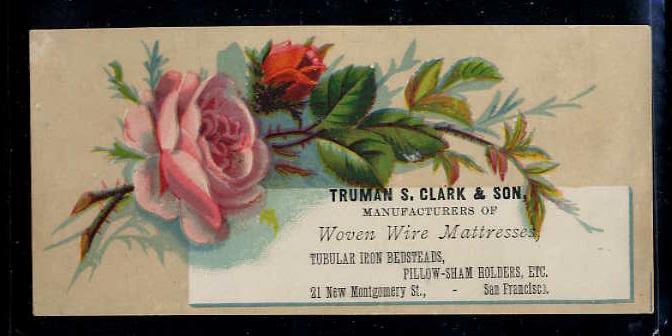 TRUMAN S. CLARK & SON,
MANUFACTURERS OF
Woven Wire Mattresses,
TUBULAR IRON BEDSTEADS,
PILLOW-SHAM HOLDERS, ETC.
21 New Montgomery St., - San Francisco.